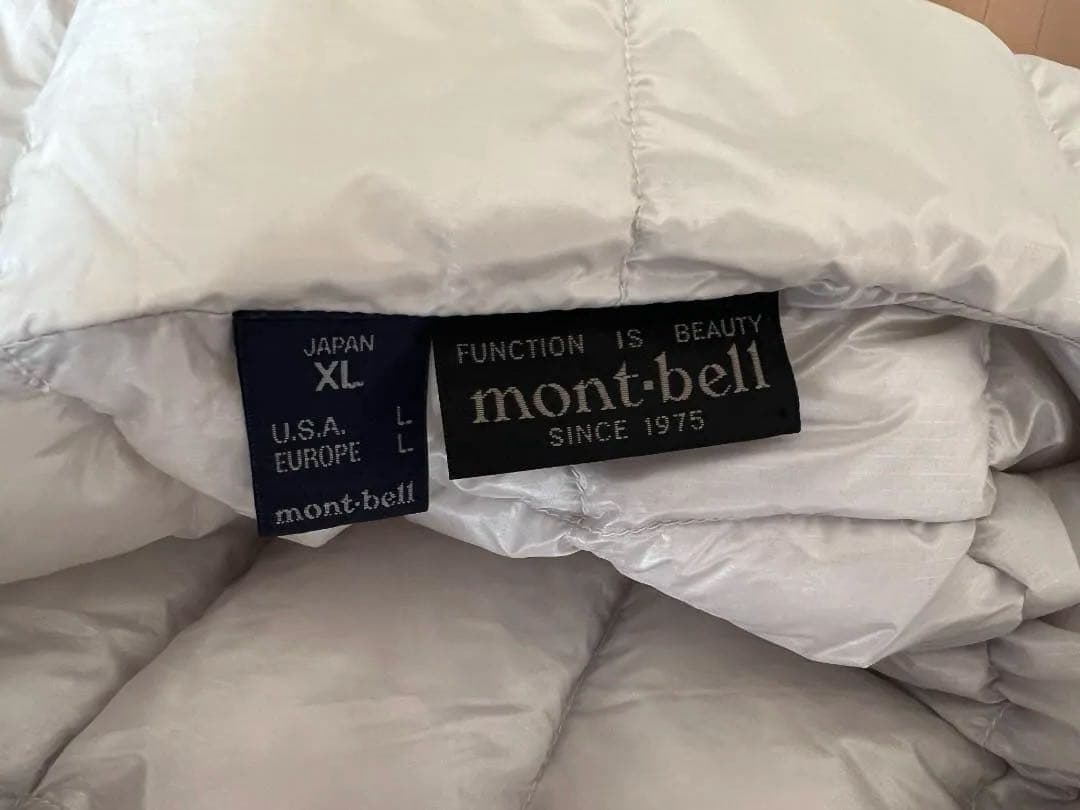 JAPAN
XL
U.S.A. L
EUROPE L
mont·bell
FUNCTION IS BEAUTY
mont·bell
SINCE 1975